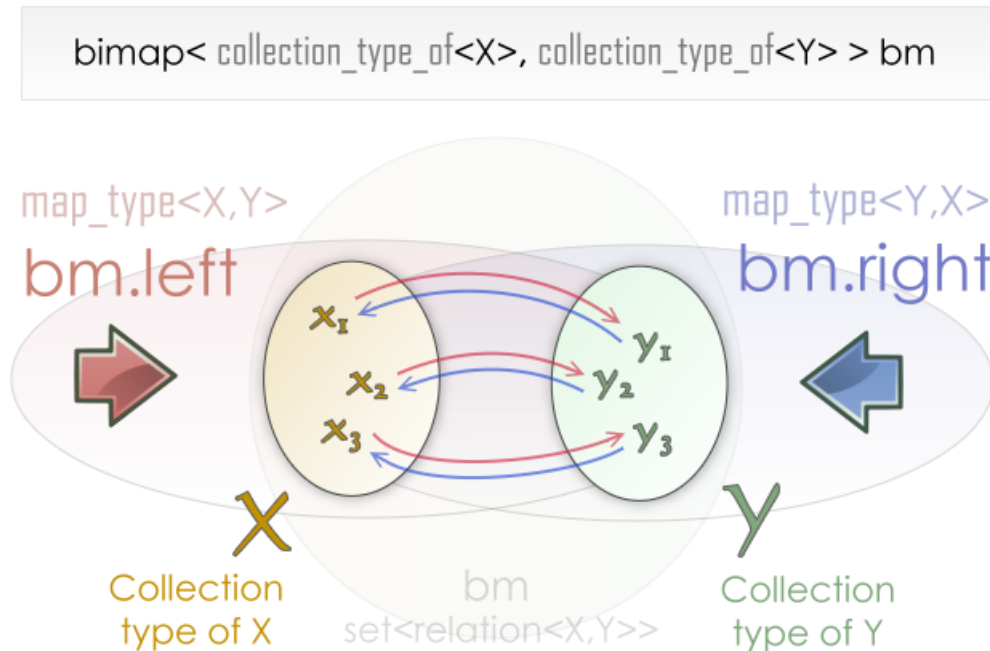 bimap< collection_type_of<X>, collection_type_of<Y> > bm
map_type<X,Y>
bm.left
map_type<Y,X>
bm.right
x1
x2
x3
y1
y2
y3
X
Y
Collection
type of X
bm
set<relation<X,Y>>
Collection
type of Y